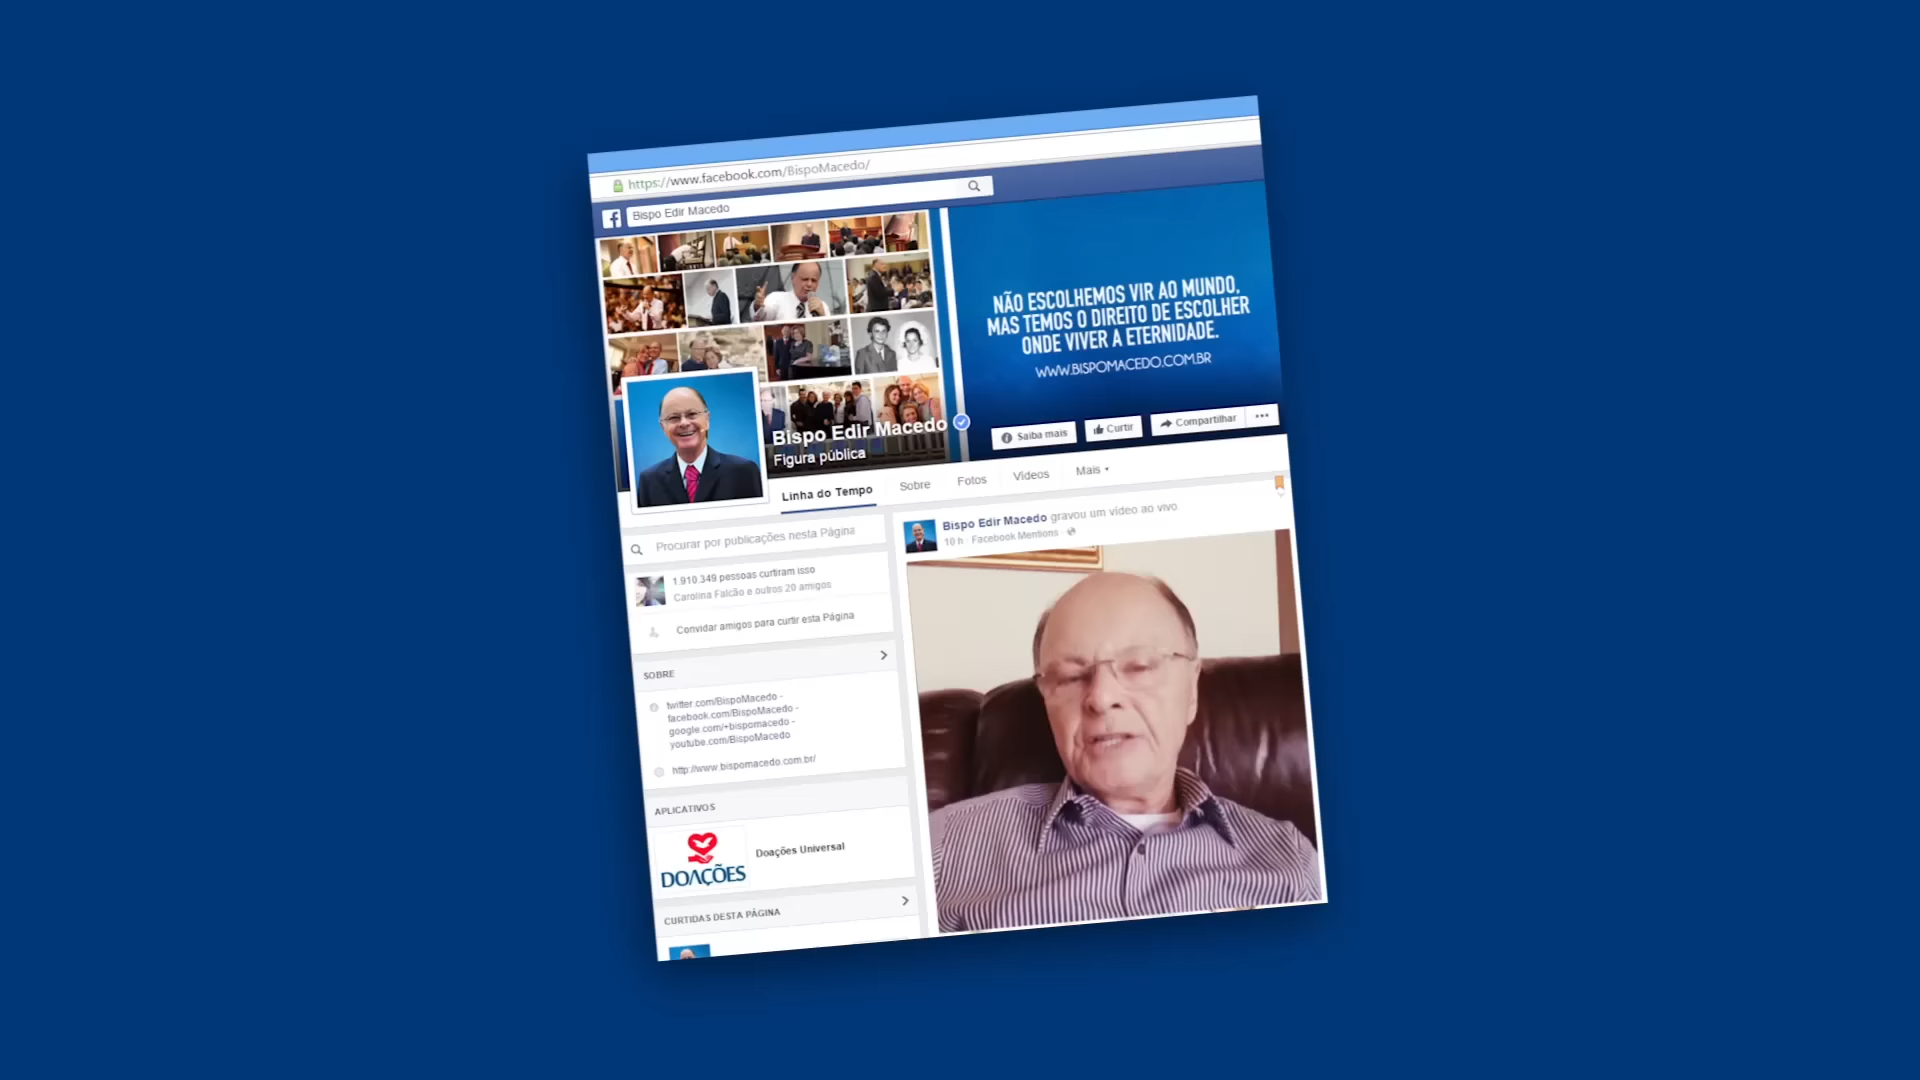 https://www.facebook.com/BispoMacedo/
Bispo Edir Macedo
NÃO ESCOLHEMOS VIR AO MUNDO,
MAS TEMOS O DIREITO DE ESCOLHER
ONDE VIVER A ETERNIDADE.
WWW.BISPOMACEDO.COM.BR
Bispo Edir Macedo
Figura pública
Saiba mais
Curtir
Compartilhar
Linha do Tempo
Sobre
Fotos
Vídeos
Mais
Procurar por publicações nesta Página
1.910.349 pessoas curtiram isso
Carolina Falcão e outros 20 amigos
Convidar amigos para curtir esta Página
SOBRE
twitter.com/BispoMacedo -
facebook.com/BispoMacedo -
google.com/+bispomacedo -
youtube.com/BispoMacedo
http://www.bispomacedo.com.br/
APLICATIVOS
DOAÇÕES
Doações Universal
CURTIDAS DESTA PÁGINA
Bispo Edir Macedo gravou um vídeo ao vivo
10 h · Facebook Mentions ·